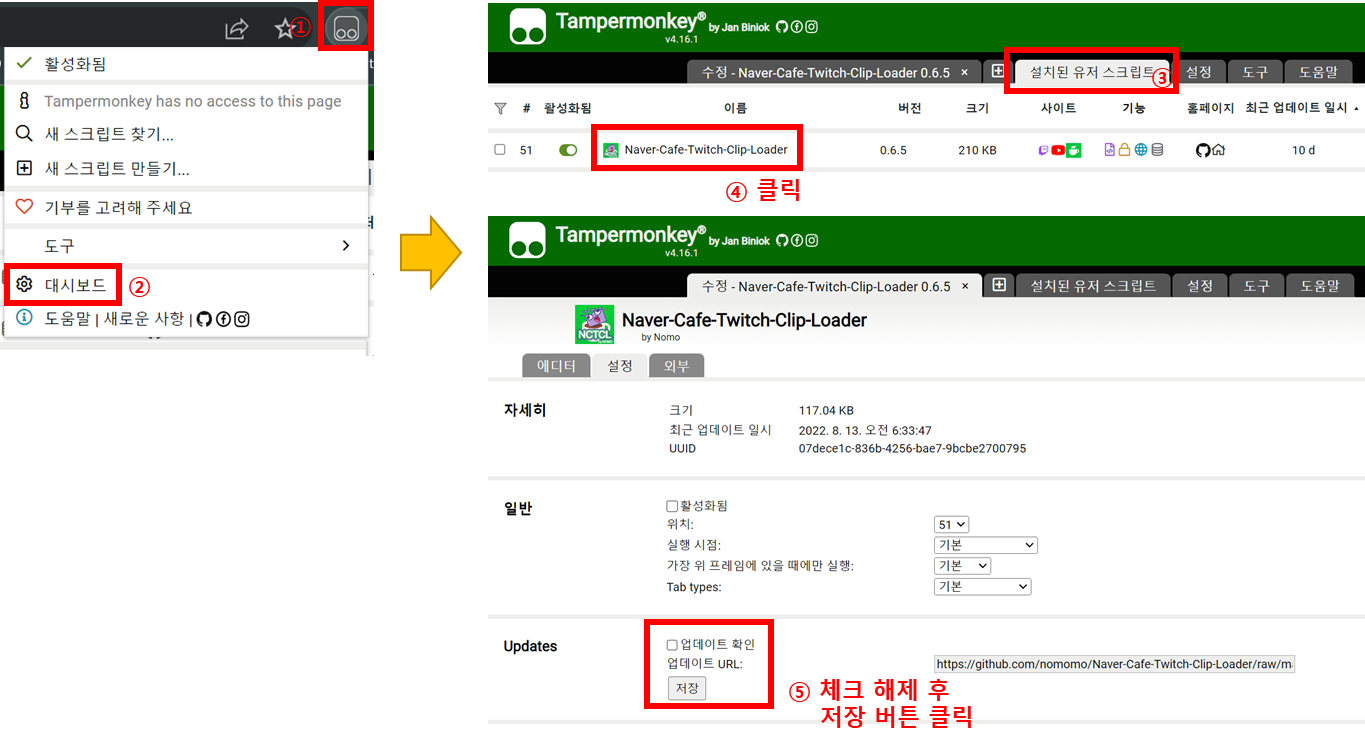 ①
활성화됨
Tampermonkey has no access to this page
새 스크립트 찾기...
새 스크립트 만들기...
기부를 고려해 주세요
도구
대시보드 ②
도움말 | 새로운 사항 |
Tampermonkey® by Jan Biniok
v4.16.1
수정 - Naver-Cafe-Twitch-Clip-Loader 0.6.5 × 설치된 유저 스크립트 ③ 설정 도구 도움말
# 활성화됨 이름 버전 크기 사이트 기능 홈페이지 최근 업데이트 일시
51 Naver-Cafe-Twitch-Clip-Loader 0.6.5 210 KB 10 d
④ 클릭
Tampermonkey® by Jan Biniok
v4.16.1
수정 - Naver-Cafe-Twitch-Clip-Loader 0.6.5 × 설치된 유저 스크립트 설정 도구 도움말
NCTCL
Naver-Cafe-Twitch-Clip-Loader
by Nomo
에디터 설정 외부
자세히
크기 117.04 KB
최근 업데이트 일시 2022. 8. 13. 오전 6:33:47
UUID 07dece1c-836b-4256-bae7-9bcbe2700795
일반
활성화됨
위치: 51
실행 시점: 기본
가장 위 프레임에 있을 때에만 실행: 기본
Tab types: 기본
Updates
업데이트 확인
업데이트 URL: https://github.com/nomomo/Naver-Cafe-Twitch-Clip-Loader/raw/m
저장
⑤ 체크 해제 후
저장 버튼 클릭